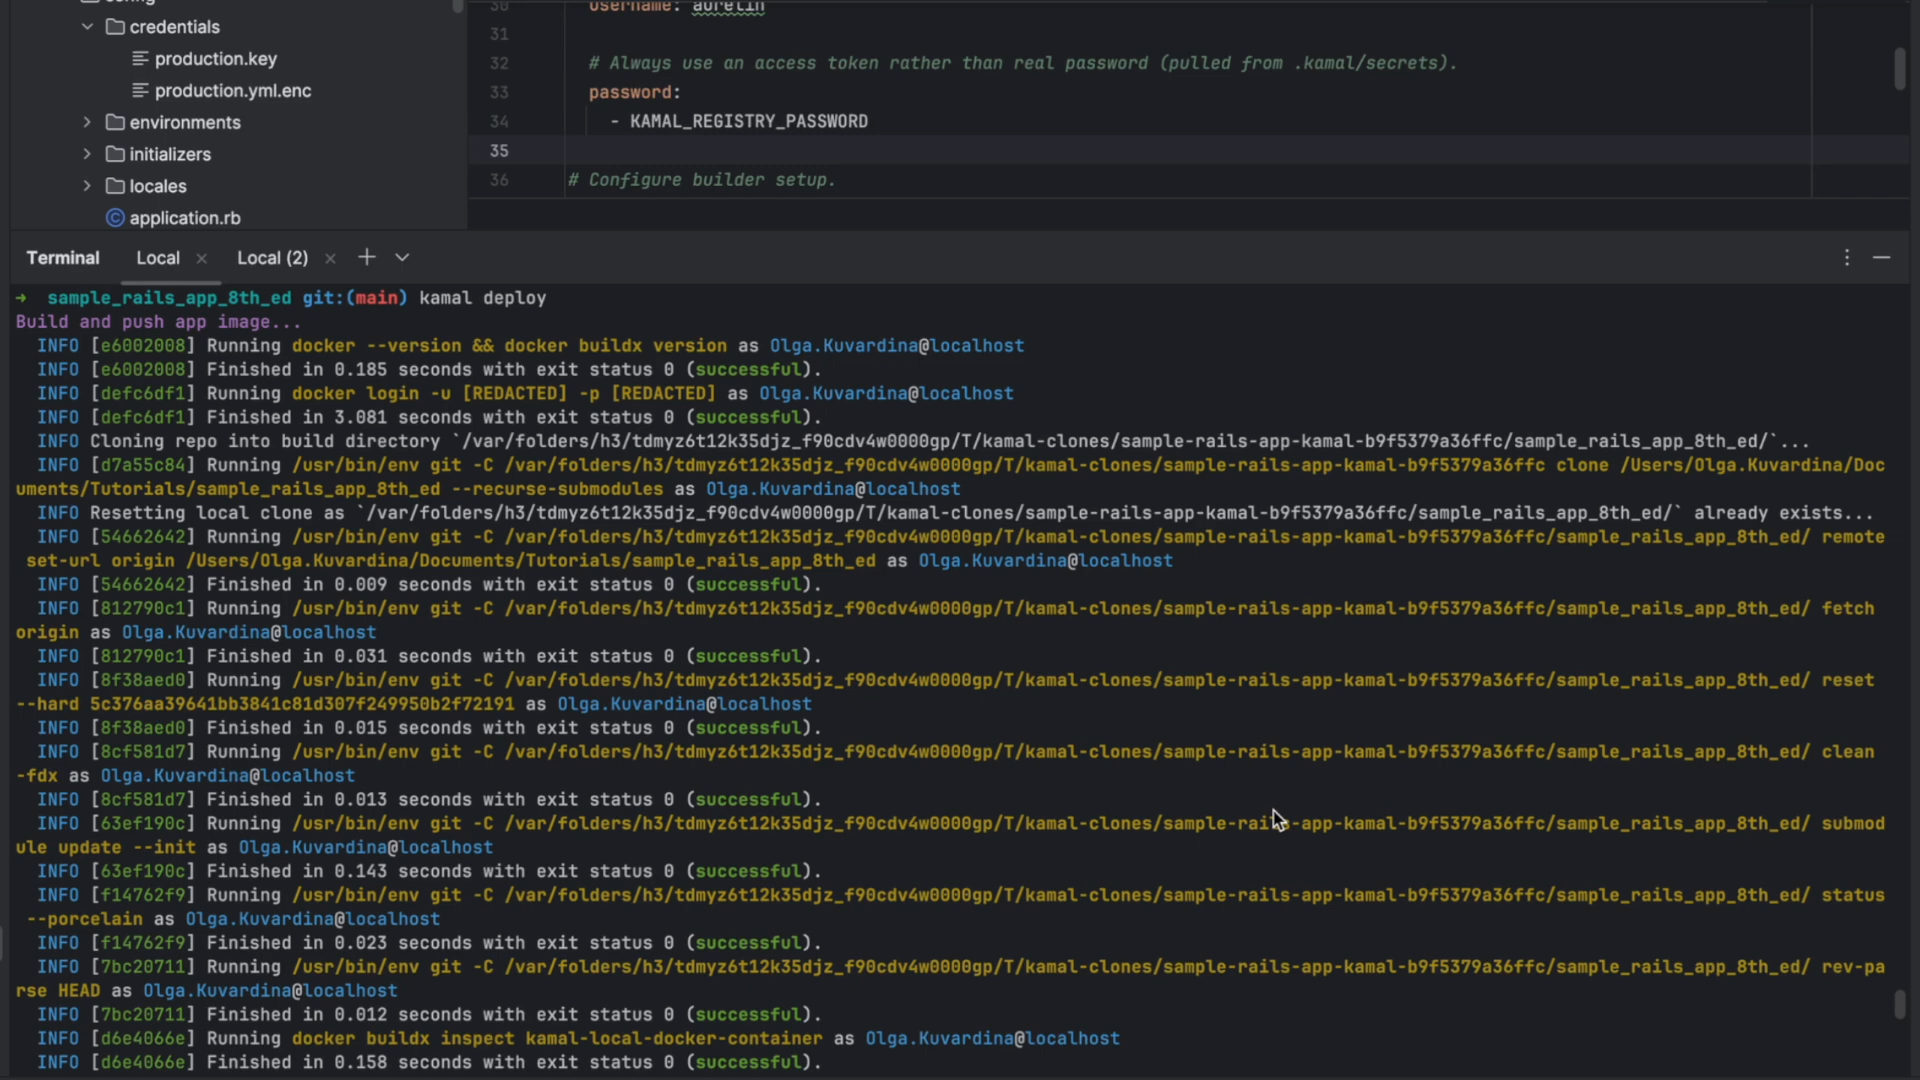 config
credentials
production.key
production.yml.enc
environments
initializers
locales
application.rb
30 username: aurelin
31
32 # Always use an access token rather than real password (pulled from .kamal/secrets).
33 password:
34 - KAMAL_REGISTRY_PASSWORD
35
36 # Configure builder setup.
Terminal Local × Local (2) ×
→ sample_rails_app_8th_ed git:(main) kamal deploy
Build and push app image...
INFO [e6002008] Running docker --version && docker buildx version as Olga.Kuvardina@localhost
INFO [e6002008] Finished in 0.185 seconds with exit status 0 (successful).
INFO [defc6df1] Running docker login -u [REDACTED] -p [REDACTED] as Olga.Kuvardina@localhost
INFO [defc6df1] Finished in 3.081 seconds with exit status 0 (successful).
INFO Cloning repo into build directory `/var/folders/h3/tdmyz6t12k35djz_f90cdv4w0000gp/T/kamal-clones/sample-rails-app-kamal-b9f5379a36ffc/sample_rails_app_8th_ed/`...
INFO [d7a55c84] Running /usr/bin/env git -C /var/folders/h3/tdmyz6t12k35djz_f90cdv4w0000gp/T/kamal-clones/sample-rails-app-kamal-b9f5379a36ffc clone /Users/Olga.Kuvardina/Doc
uments/Tutorials/sample_rails_app_8th_ed --recurse-submodules as Olga.Kuvardina@localhost
INFO Resetting local clone as `/var/folders/h3/tdmyz6t12k35djz_f90cdv4w0000gp/T/kamal-clones/sample-rails-app-kamal-b9f5379a36ffc/sample_rails_app_8th_ed/` already exists...
INFO [54662642] Running /usr/bin/env git -C /var/folders/h3/tdmyz6t12k35djz_f90cdv4w0000gp/T/kamal-clones/sample-rails-app-kamal-b9f5379a36ffc/sample_rails_app_8th_ed/ remote
set-url origin /Users/Olga.Kuvardina/Documents/Tutorials/sample_rails_app_8th_ed as Olga.Kuvardina@localhost
INFO [54662642] Finished in 0.009 seconds with exit status 0 (successful).
INFO [812790c1] Running /usr/bin/env git -C /var/folders/h3/tdmyz6t12k35djz_f90cdv4w0000gp/T/kamal-clones/sample-rails-app-kamal-b9f5379a36ffc/sample_rails_app_8th_ed/ fetch
origin as Olga.Kuvardina@localhost
INFO [812790c1] Finished in 0.031 seconds with exit status 0 (successful).
INFO [8f38aed0] Running /usr/bin/env git -C /var/folders/h3/tdmyz6t12k35djz_f90cdv4w0000gp/T/kamal-clones/sample-rails-app-kamal-b9f5379a36ffc/sample_rails_app_8th_ed/ reset
--hard 5c376aa39641bb3841c81d307f249950b2f72191 as Olga.Kuvardina@localhost
INFO [8f38aed0] Finished in 0.015 seconds with exit status 0 (successful).
INFO [8cf581d7] Running /usr/bin/env git -C /var/folders/h3/tdmyz6t12k35djz_f90cdv4w0000gp/T/kamal-clones/sample-rails-app-kamal-b9f5379a36ffc/sample_rails_app_8th_ed/ clean
-fdx as Olga.Kuvardina@localhost
INFO [8cf581d7] Finished in 0.013 seconds with exit status 0 (successful).
INFO [63ef190c] Running /usr/bin/env git -C /var/folders/h3/tdmyz6t12k35djz_f90cdv4w0000gp/T/kamal-clones/sample-rails-app-kamal-b9f5379a36ffc/sample_rails_app_8th_ed/ submod
ule update --init as Olga.Kuvardina@localhost
INFO [63ef190c] Finished in 0.143 seconds with exit status 0 (successful).
INFO [f14762f9] Running /usr/bin/env git -C /var/folders/h3/tdmyz6t12k35djz_f90cdv4w0000gp/T/kamal-clones/sample-rails-app-kamal-b9f5379a36ffc/sample_rails_app_8th_ed/ status
--porcelain as Olga.Kuvardina@localhost
INFO [f14762f9] Finished in 0.023 seconds with exit status 0 (successful).
INFO [7bc20711] Running /usr/bin/env git -C /var/folders/h3/tdmyz6t12k35djz_f90cdv4w0000gp/T/kamal-clones/sample-rails-app-kamal-b9f5379a36ffc/sample_rails_app_8th_ed/ rev-pa
rse HEAD as Olga.Kuvardina@localhost
INFO [7bc20711] Finished in 0.012 seconds with exit status 0 (successful).
INFO [d6e4066e] Running docker buildx inspect kamal-local-docker-container as Olga.Kuvardina@localhost
INFO [d6e4066e] Finished in 0.158 seconds with exit status 0 (successful).